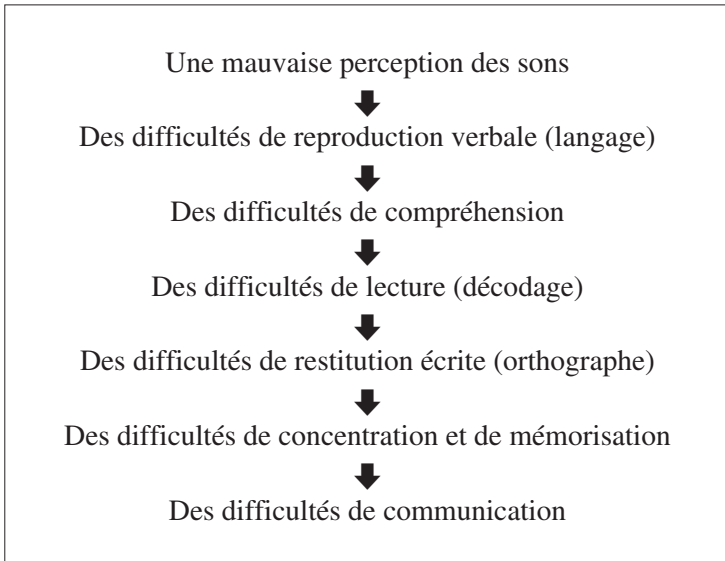 Une mauvaise perception des sons
Des difficultés de reproduction verbale (langage)
Des difficultés de compréhension
Des difficultés de lecture (décodage)
Des difficultés de restitution écrite (orthographe)
Des difficultés de concentration et de mémorisation
Des difficultés de communication